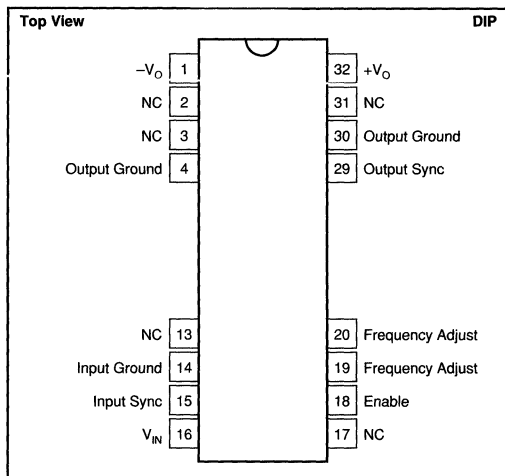 Top View DIP
–VO 1 32 +VO
NC 2 31 NC
NC 3 30 Output Ground
Output Ground 4 29 Output Sync
NC 13 20 Frequency Adjust
Input Ground 14 19 Frequency Adjust
Input Sync 15 18 Enable
VIN 16 17 NC